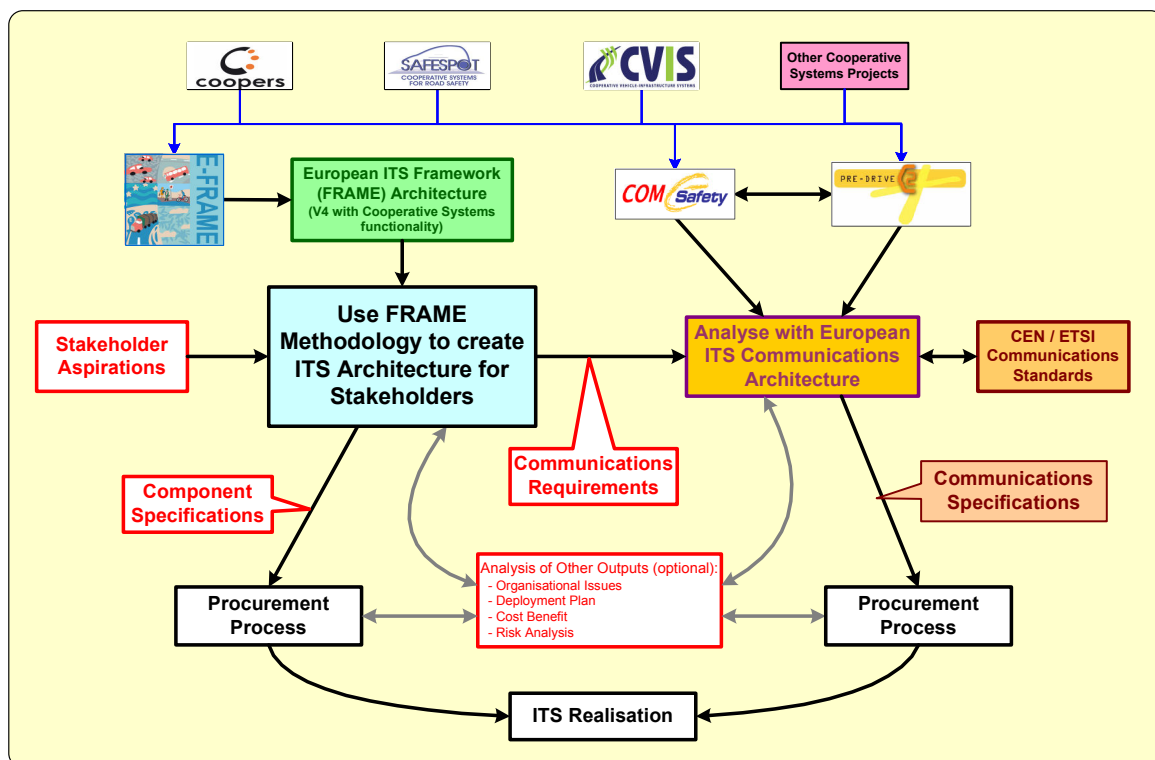 coopers
SAFESPOT
COOPERATIVE SYSTEMS
FOR ROAD SAFETY
CVIS
COOPERATIVE VEHICLE-INFRASTRUCTURE SYSTEMS
Other Cooperative
Systems Projects
E-FRAME
European ITS Framework
(FRAME) Architecture
(V4 with Cooperative Systems
functionality)
COM Safety
PRE-DRIVE C2X
Stakeholder
Aspirations
Use FRAME
Methodology to create
ITS Architecture for
Stakeholders
Analyse with European
ITS Communications
Architecture
CEN / ETSI
Communications
Standards
Communications
Requirements
Component
Specifications
Communications
Specifications
Analysis of Other Outputs (optional):
- Organisational Issues
- Deployment Plan
- Cost Benefit
- Risk Analysis
Procurement
Process
Procurement
Process
ITS Realisation